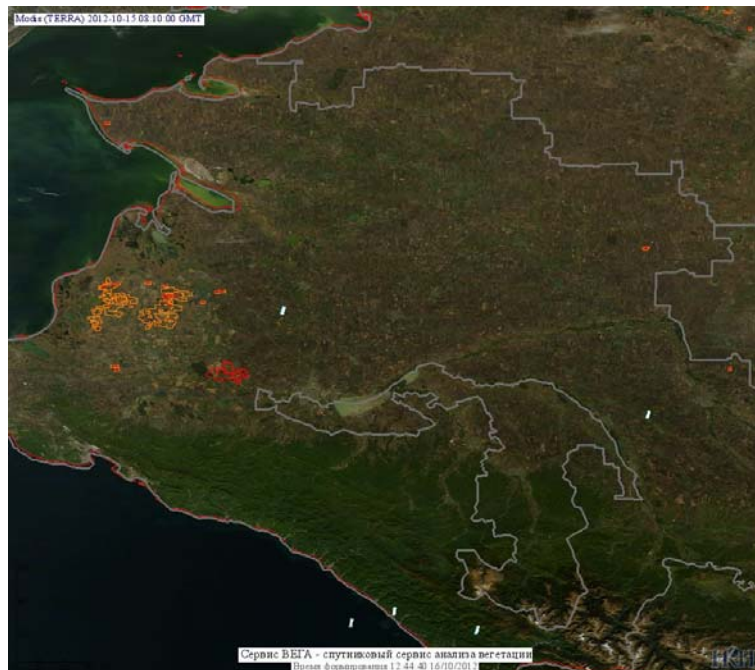 Modis (TERRA) 2012-10-15 08:10:00 GMT
Сервис ВЕГА - спутниковый сервис анализа вегетации
Время формирования 12:44:40 16/10/2012